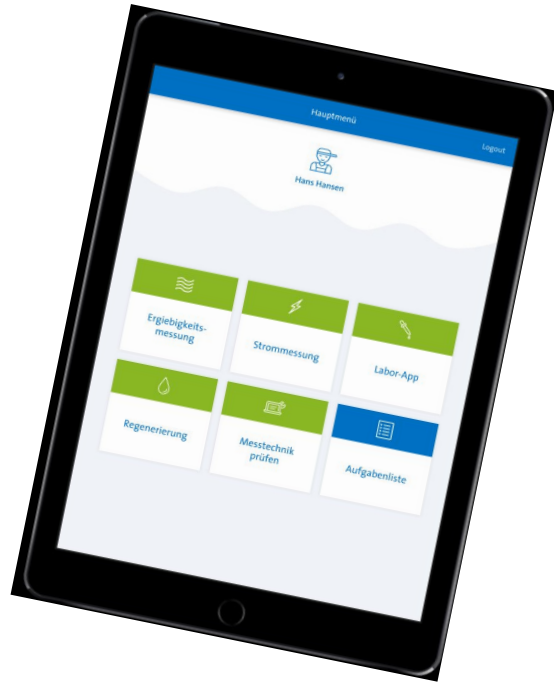 Hauptmenü
Logout
Hans Hansen
Ergiebigkeits-
messung
Strommessung
Labor-App
Regenerierung
Messtechnik
prüfen
Aufgabenliste